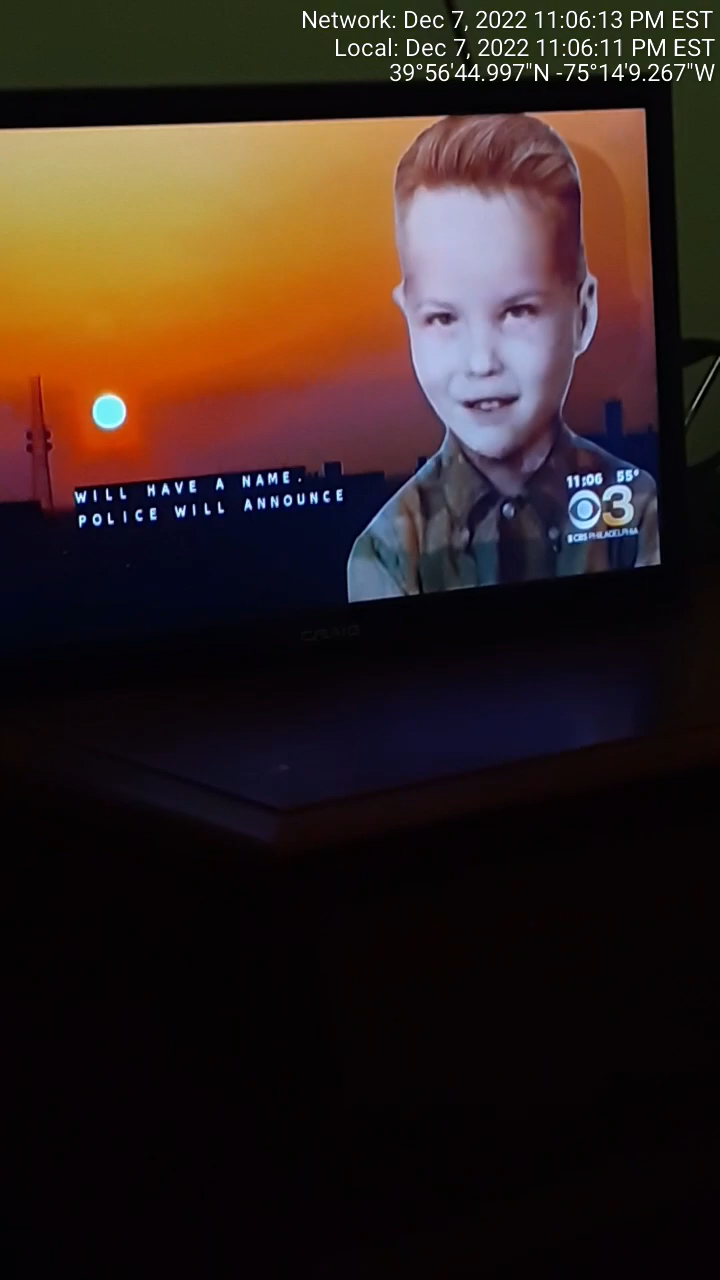 Network: Dec 7, 2022 11:06:13 PM EST
Local: Dec 7, 2022 11:06:11 PM EST
39°56'44.997"N -75°14'9.267"W
WILL HAVE A NAME.
POLICE WILL ANNOUNCE
11:06 55°
3
CBS PHILADELPHIA
CRAIG